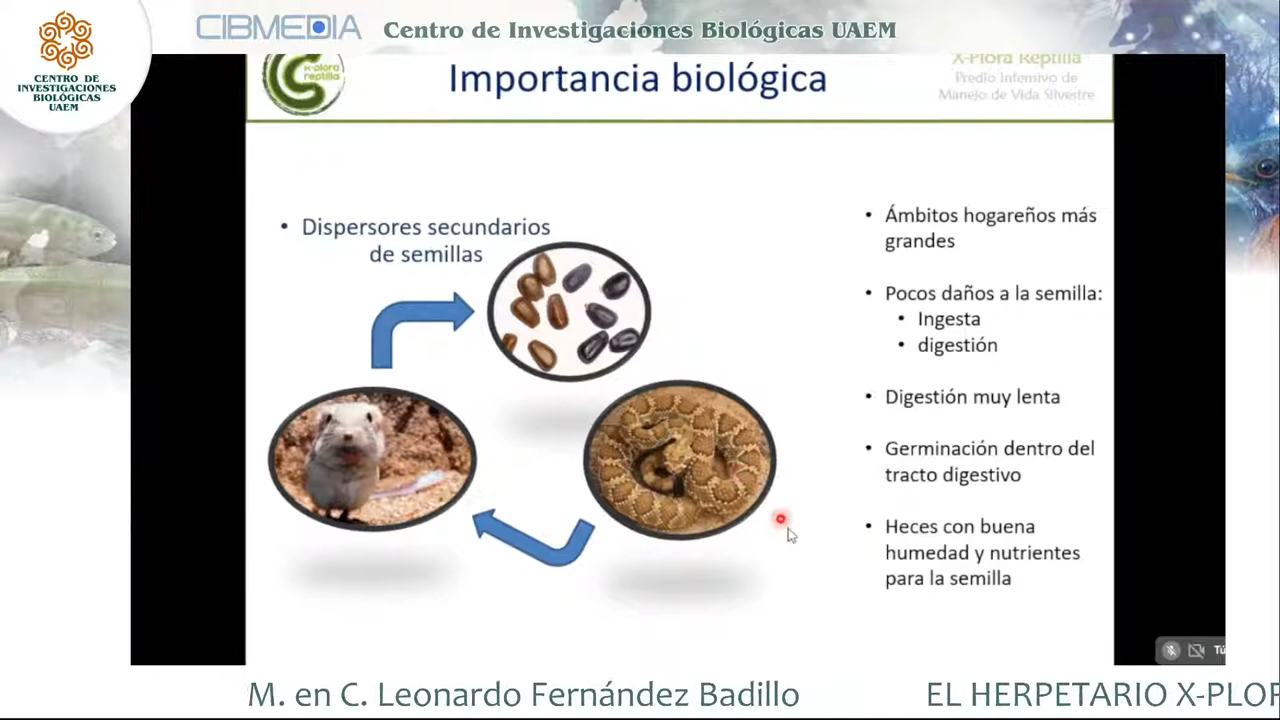 CIBMEDIA Centro de Investigaciones Biológicas UAEM
CENTRO DE
INVESTIGACIONES
BIOLÓGICAS
UAEM
x-plora
reptilia
Importancia biológica
X-Plora Reptilia
Predio Intensivo de
Manejo de Vida Silvestre
• Dispersores secundarios
de semillas
• Ámbitos hogareños más
grandes
• Pocos daños a la semilla:
• Ingesta
• digestión
• Digestión muy lenta
• Germinación dentro del
tracto digestivo
• Heces con buena
humedad y nutrientes
para la semilla
Tú
M. en C. Leonardo Fernández Badillo
EL HERPETARIO X-PLOR